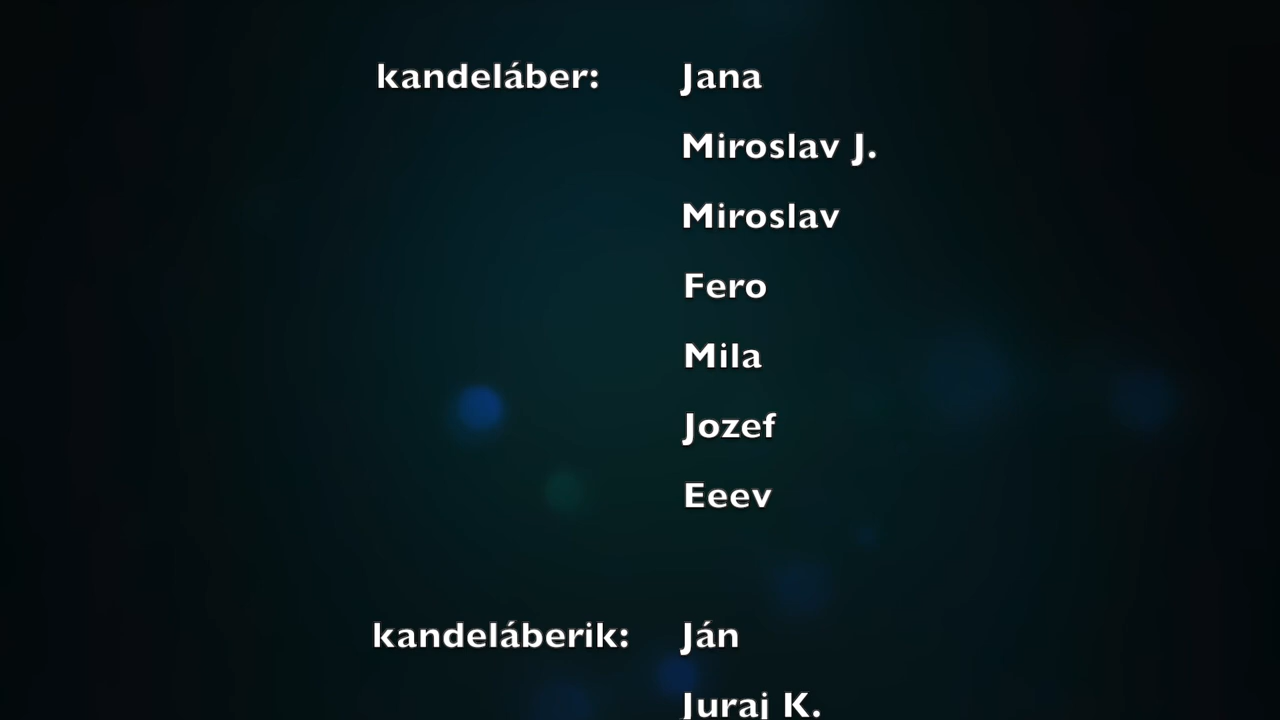 kandeláber: Jana
Miroslav J.
Miroslav
Fero
Mila
Jozef
Eeev
kandeláberik: Ján
Juraj K.